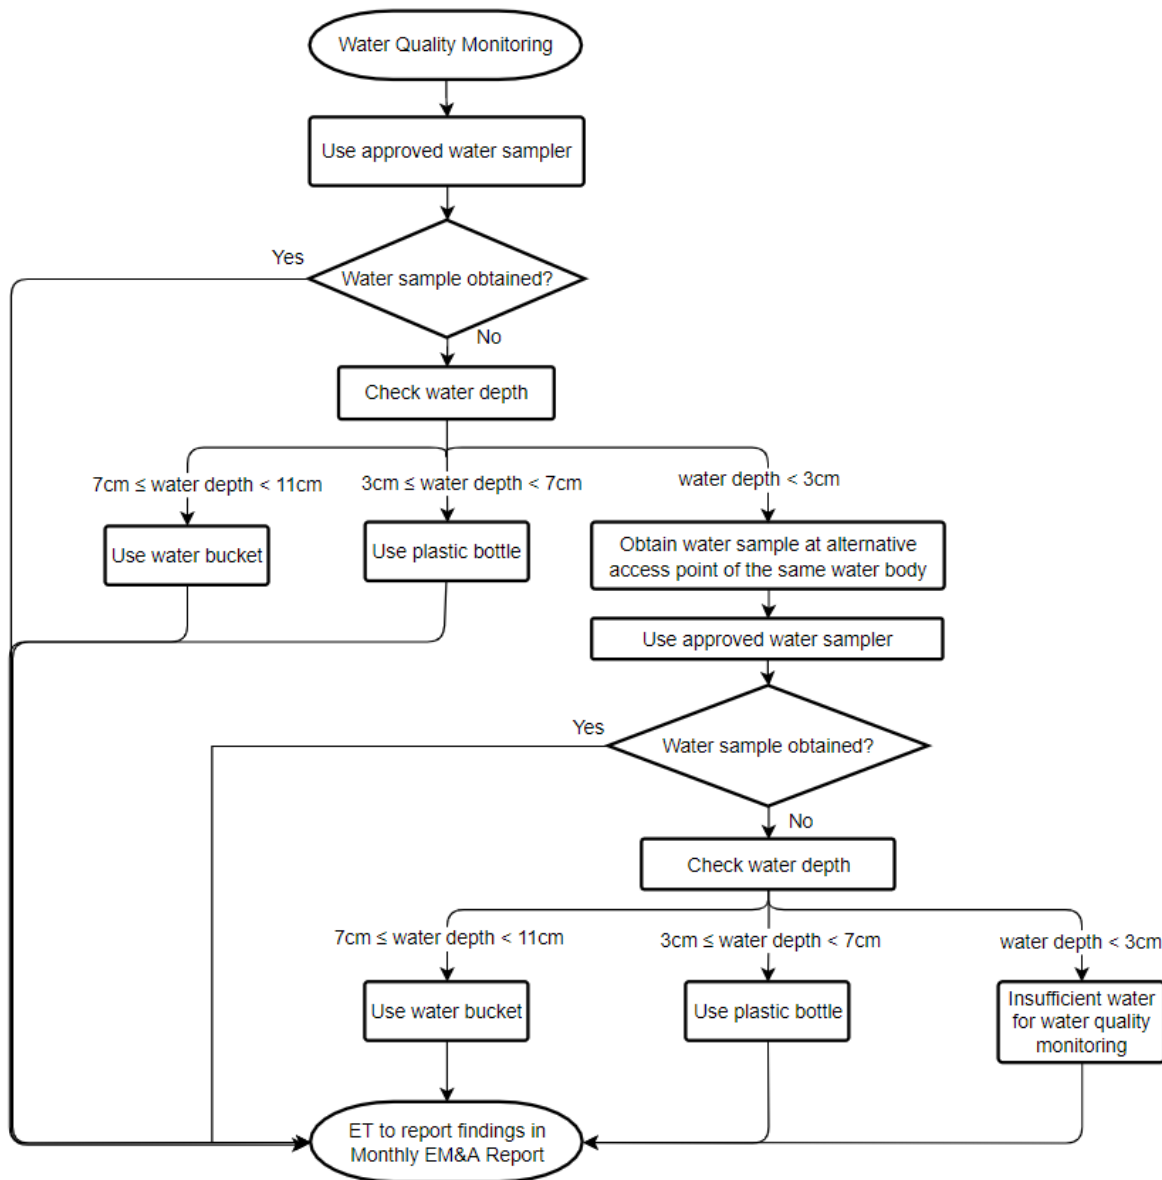 Water Quality Monitoring
Use approved water sampler
Yes
Water sample obtained?
No
Check water depth
7cm ≤ water depth < 11cm
3cm ≤ water depth < 7cm
water depth < 3cm
Use water bucket
Use plastic bottle
Obtain water sample at alternative
access point of the same water body
Use approved water sampler
Yes
Water sample obtained?
No
Check water depth
7cm ≤ water depth < 11cm
3cm ≤ water depth < 7cm
water depth < 3cm
Use water bucket
Use plastic bottle
Insufficient water
for water quality
monitoring
ET to report findings in
Monthly EM&A Report